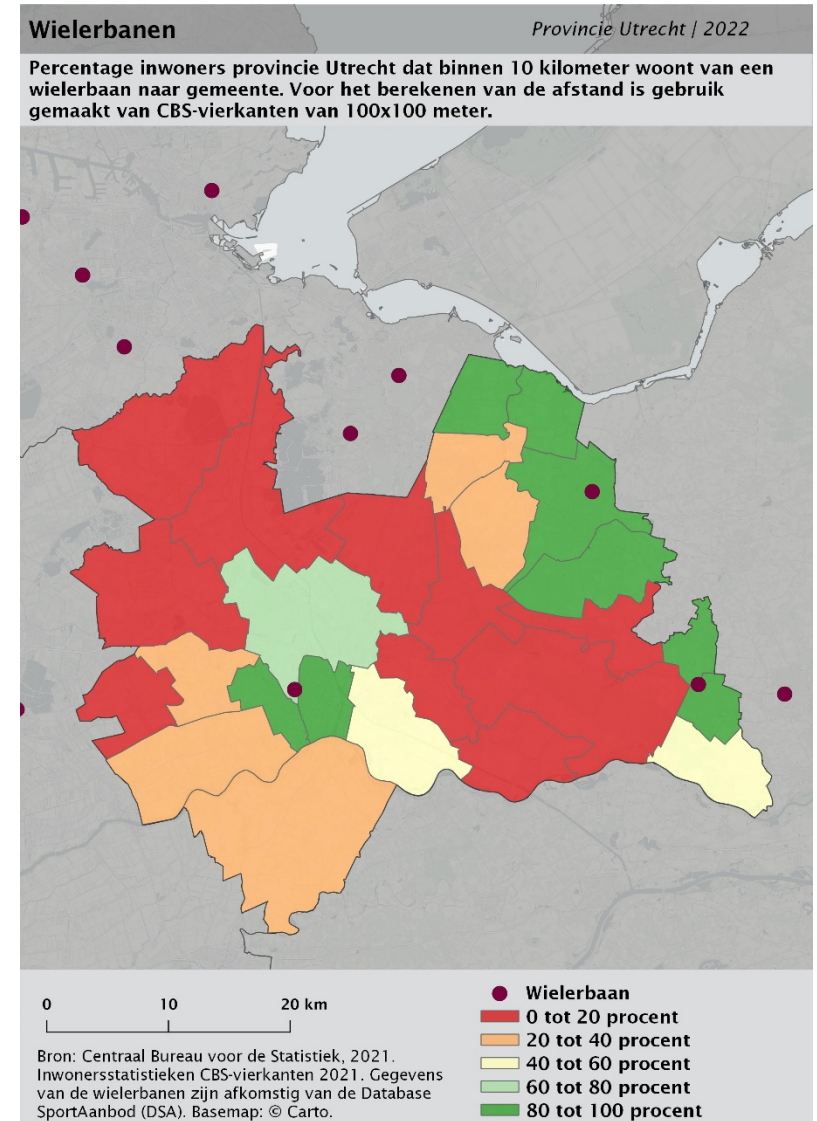 Wielerbanen
Provincie Utrecht | 2022
Percentage inwoners provincie Utrecht dat binnen 10 kilometer woont van een
wielerbaan naar gemeente. Voor het berekenen van de afstand is gebruik
gemaakt van CBS-vierkanten van 100x100 meter.
0 10 20 km
Bron: Centraal Bureau voor de Statistiek, 2021.
Inwonersstatistieken CBS-vierkanten 2021. Gegevens
van de wielerbanen zijn afkomstig van de Database
SportAanbod (DSA). Basemap: © Carto.
Wielerbaan
0 tot 20 procent
20 tot 40 procent
40 tot 60 procent
60 tot 80 procent
80 tot 100 procent